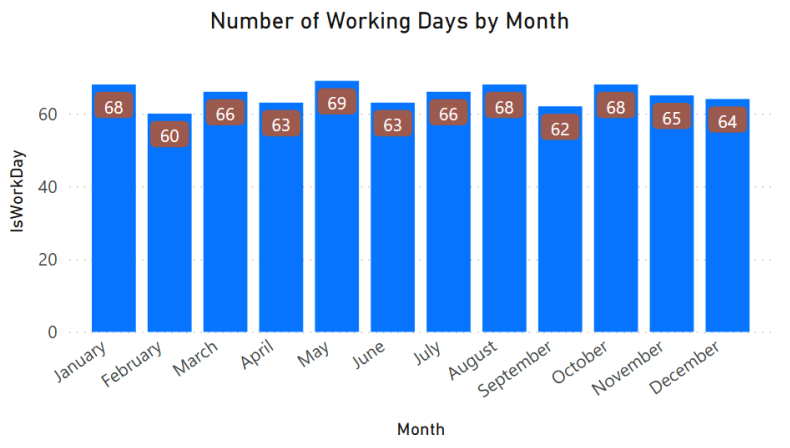 Number of Working Days by Month
IsWorkDay
60
40
20
0
68
60
66
63
69
63
66
68
62
68
65
64
January
February
March
April
May
June
July
August
September
October
November
December
Month